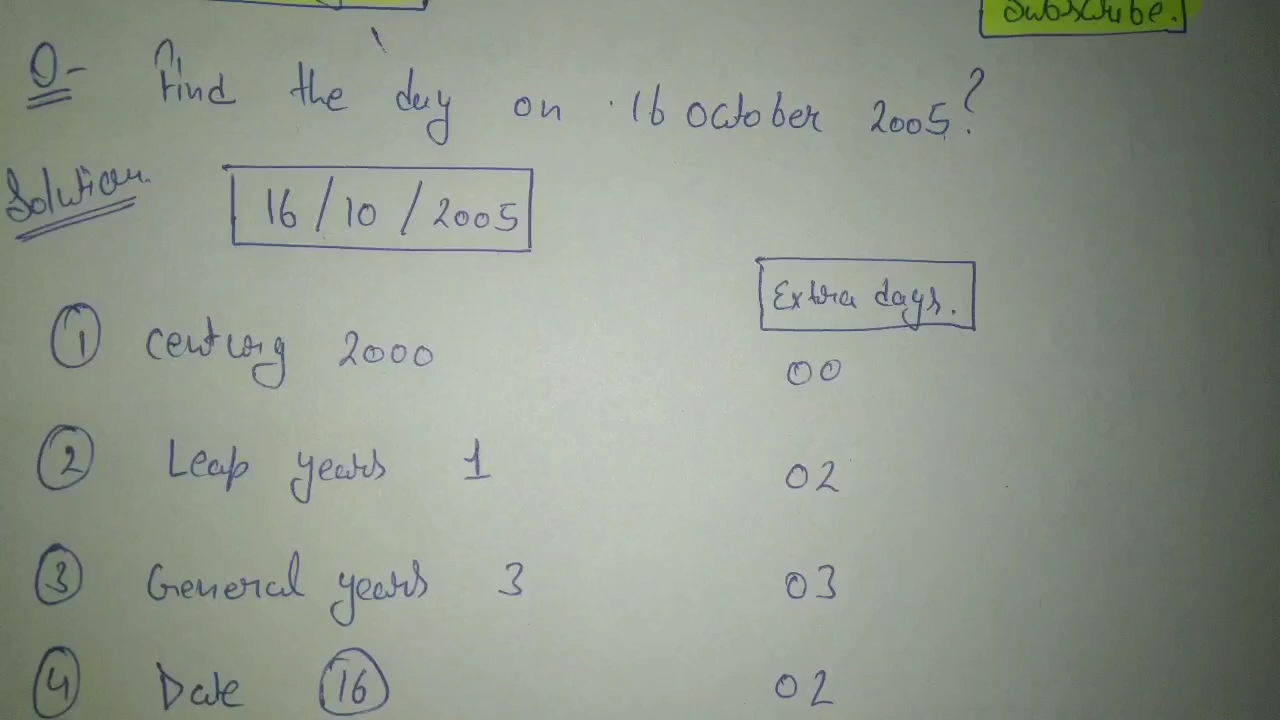 Subscribe.
Q- Find the day on 16 October 2005?
Solution
16/10/2005
Extra days.
1 Century 2000 00
2 Leap years 1 02
3 General years 3 03
4 Date 16 02